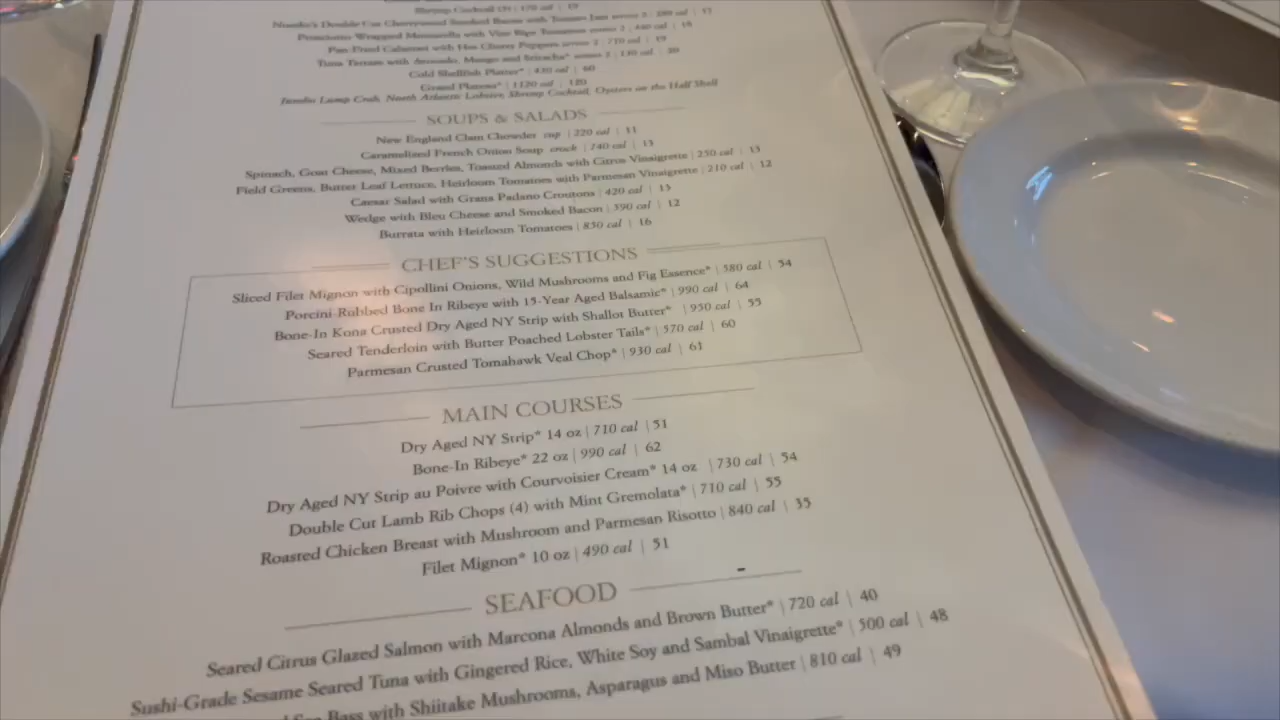 Shrimp Cocktail
Double Cut Cherrywood Smoked Bacon with Tomato Jam
Prosciutto Wrapped Mozzarella with Vine Ripe Tomatoes
Pan-Fried Calamari with Hot Cherry Peppers
Tuna Tartare with Avocado, Mango and Sriracha*
Cold Shellfish Platter* | 430 cal | 60
Grand Plateau* | 1120 cal | 120
Jumbo Lump Crab, North Atlantic Lobster, Shrimp Cocktail, Oysters on the Half Shell
SOUPS & SALADS
New England Clam Chowder cup | 220 cal | 11
Caramelized French Onion Soup crock | 240 cal | 15
Spinach, Goat Cheese, Mixed Berries, Toasted Almonds with Citrus Vinaigrette | 250 cal | 13
Field Greens, Butter Leaf Lettuce, Heirloom Tomatoes with Parmesan Vinaigrette | 210 cal | 12
Caesar Salad with Grana Padano Croutons | 420 cal | 13
Wedge with Bleu Cheese and Smoked Bacon | 390 cal | 12
Burrata with Heirloom Tomatoes | 830 cal | 16
CHEF'S SUGGESTIONS
Sliced Filet Mignon with Cipollini Onions, Wild Mushrooms and Fig Essence* | 580 cal | 54
Porcini-Rubbed Bone In Ribeye with 15-Year Aged Balsamic* | 990 cal | 64
Bone-In Kona Crusted Dry Aged NY Strip with Shallot Butter* | 950 cal | 55
Seared Tenderloin with Butter Poached Lobster Tails* | 570 cal | 60
Parmesan Crusted Tomahawk Veal Chop* | 930 cal | 61
MAIN COURSES
Dry Aged NY Strip* 14 oz | 710 cal | 51
Bone-In Ribeye* 22 oz | 990 cal | 62
Dry Aged NY Strip au Poivre with Courvoisier Cream* 14 oz | 730 cal | 54
Double Cut Lamb Rib Chops (4) with Mint Gremolata* | 710 cal | 55
Roasted Chicken Breast with Mushroom and Parmesan Risotto | 840 cal | 35
Filet Mignon* 10 oz | 490 cal | 51
SEAFOOD
Seared Citrus Glazed Salmon with Marcona Almonds and Brown Butter* | 720 cal | 40
Sushi-Grade Sesame Seared Tuna with Gingered Rice, White Soy and Sambal Vinaigrette* | 500 cal | 48
Sea Bass with Shiitake Mushrooms, Asparagus and Miso Butter | 810 cal | 49